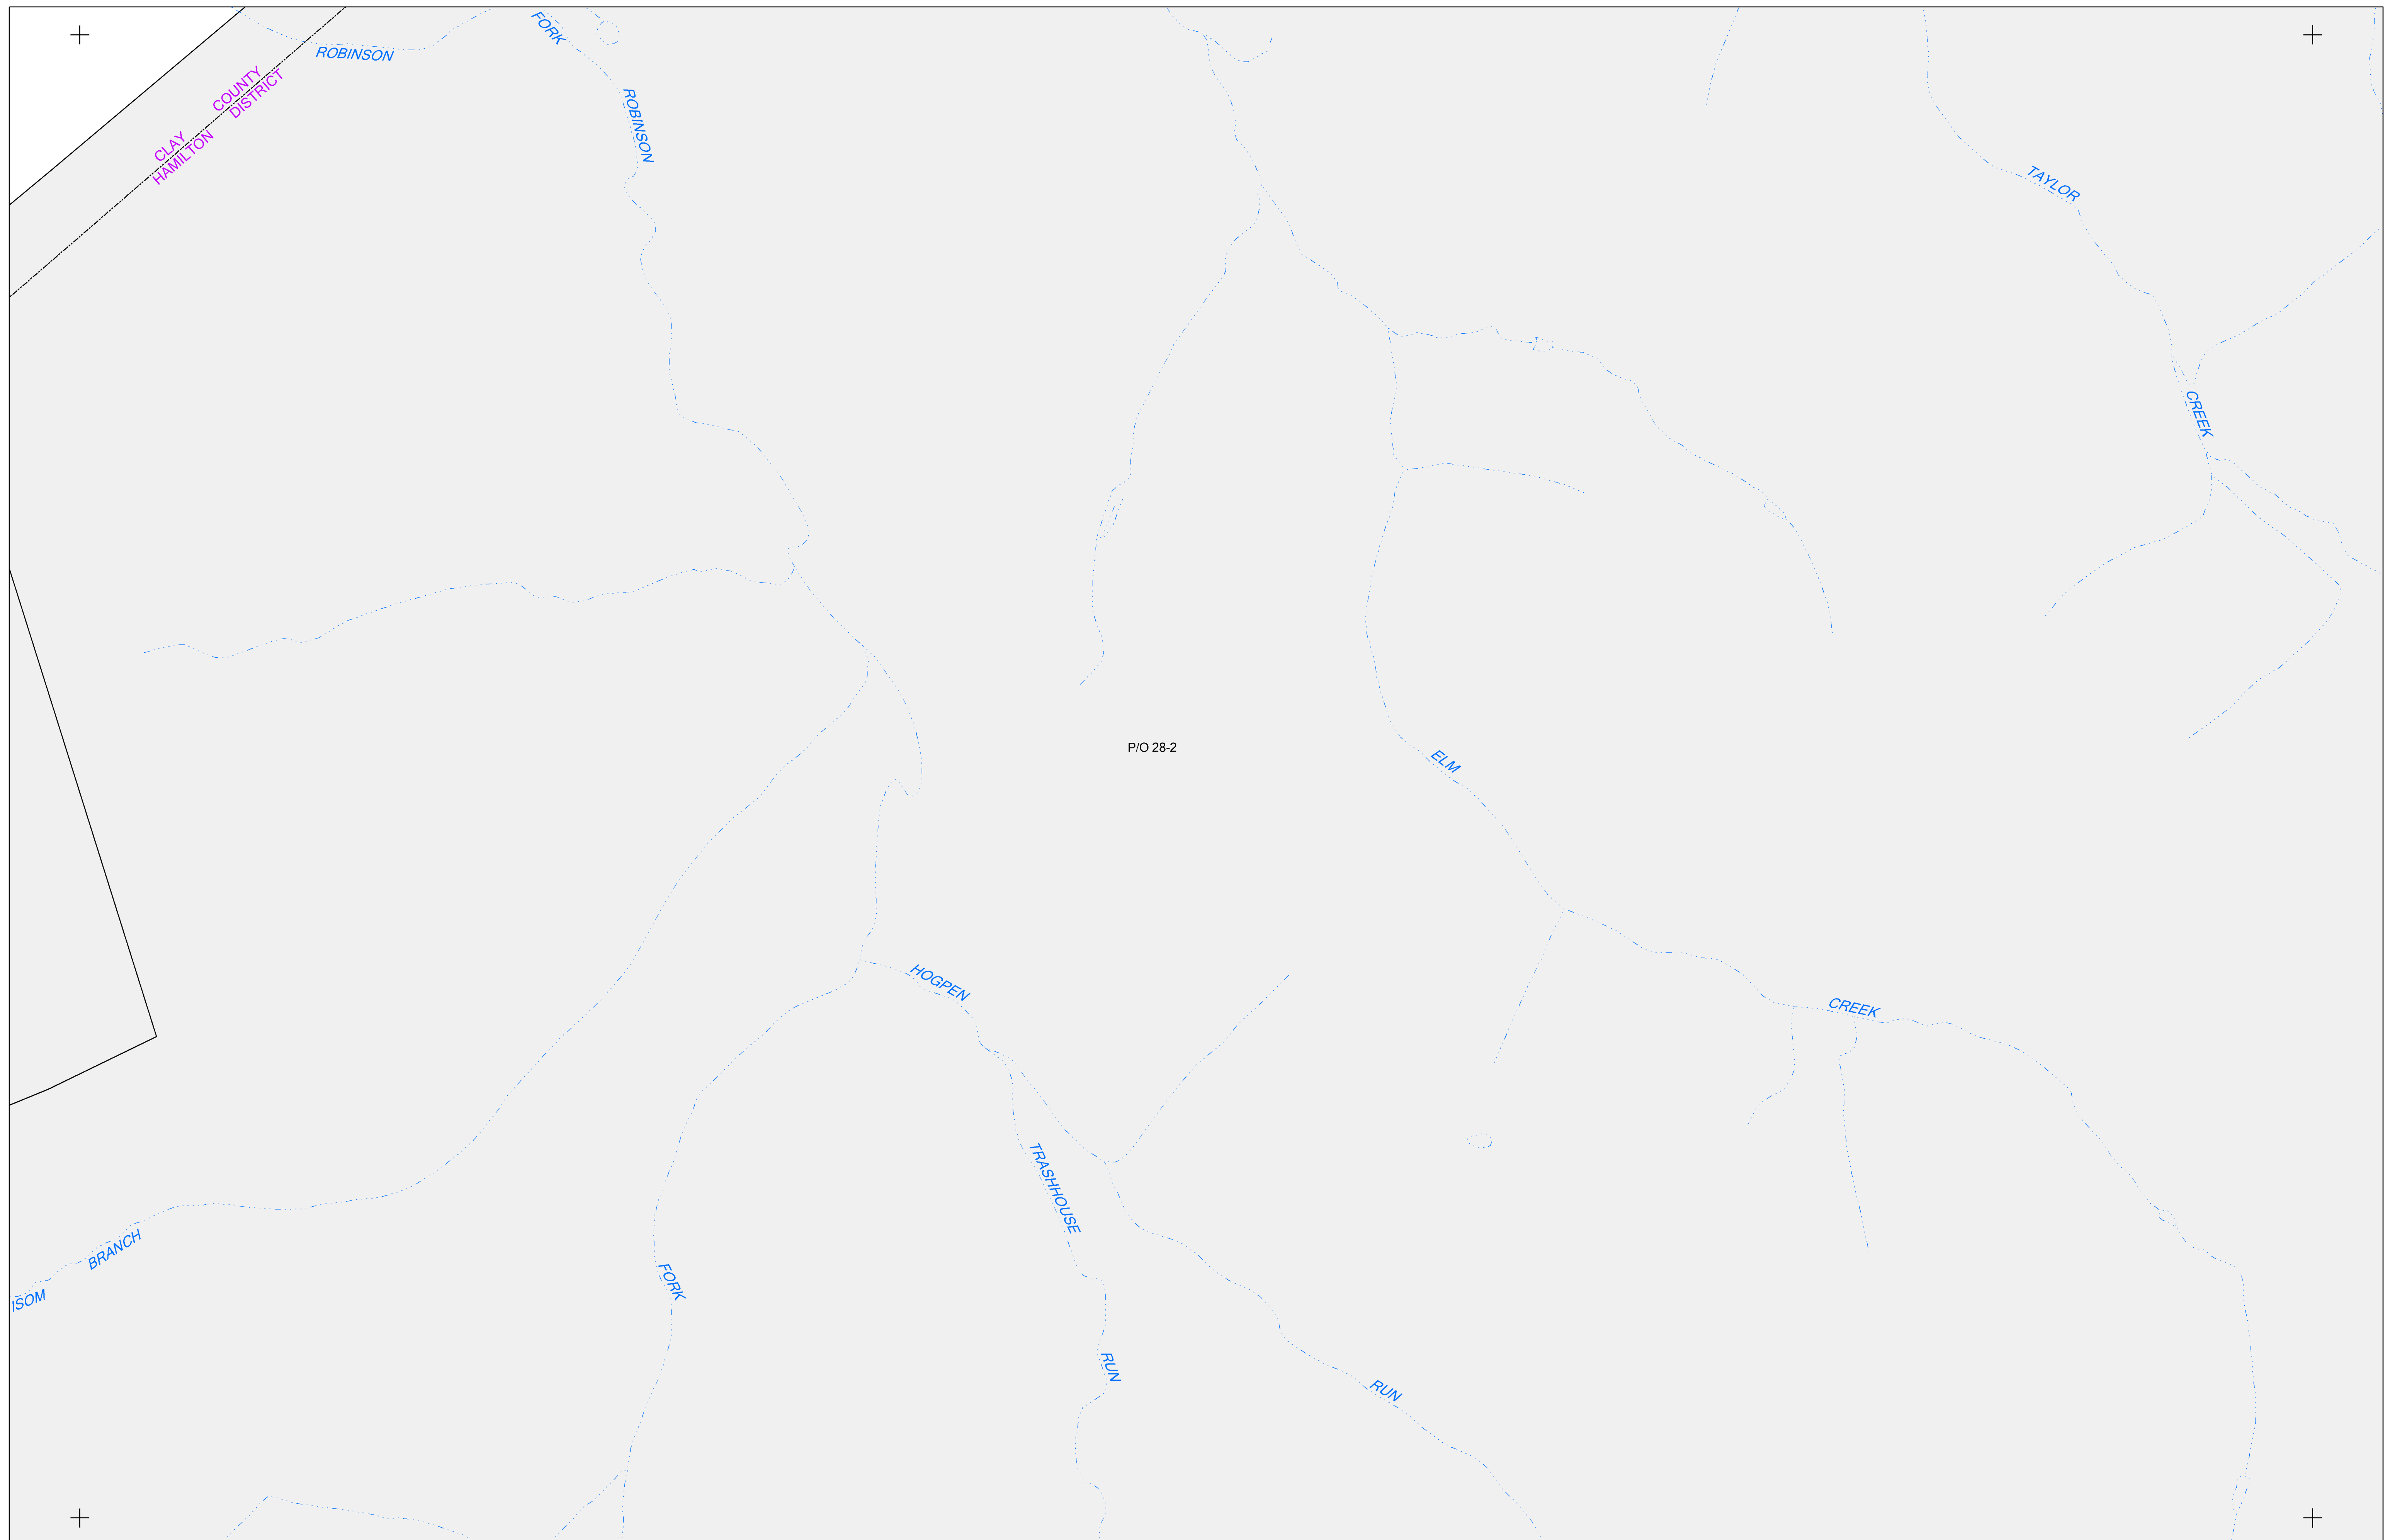 FORK
ROBINSON
COUNTY
DISTRICT
ROBINSON
CLAY
HAMILTON
TAYLOR
CREEK
P/O 28-2
ELM
HOGPEN
CREEK
TRASHHOUSE
BRANCH
FORK
ISOM
RUN
RUN